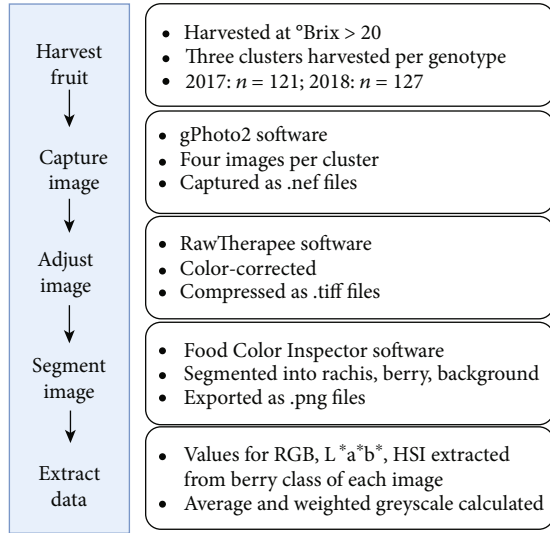 Harvest
fruit
• Harvested at °Brix > 20
• Three clusters harvested per genotype
• 2017: n = 121; 2018: n = 127
Capture
image
• gPhoto2 software
• Four images per cluster
• Captured as .nef files
Adjust
image
• RawTherapee software
• Color-corrected
• Compressed as .tiff files
Segment
image
• Food Color Inspector software
• Segmented into rachis, berry, background
• Exported as .png files
Extract
data
• Values for RGB, L*a*b*, HSI extracted
from berry class of each image
• Average and weighted greyscale calculated